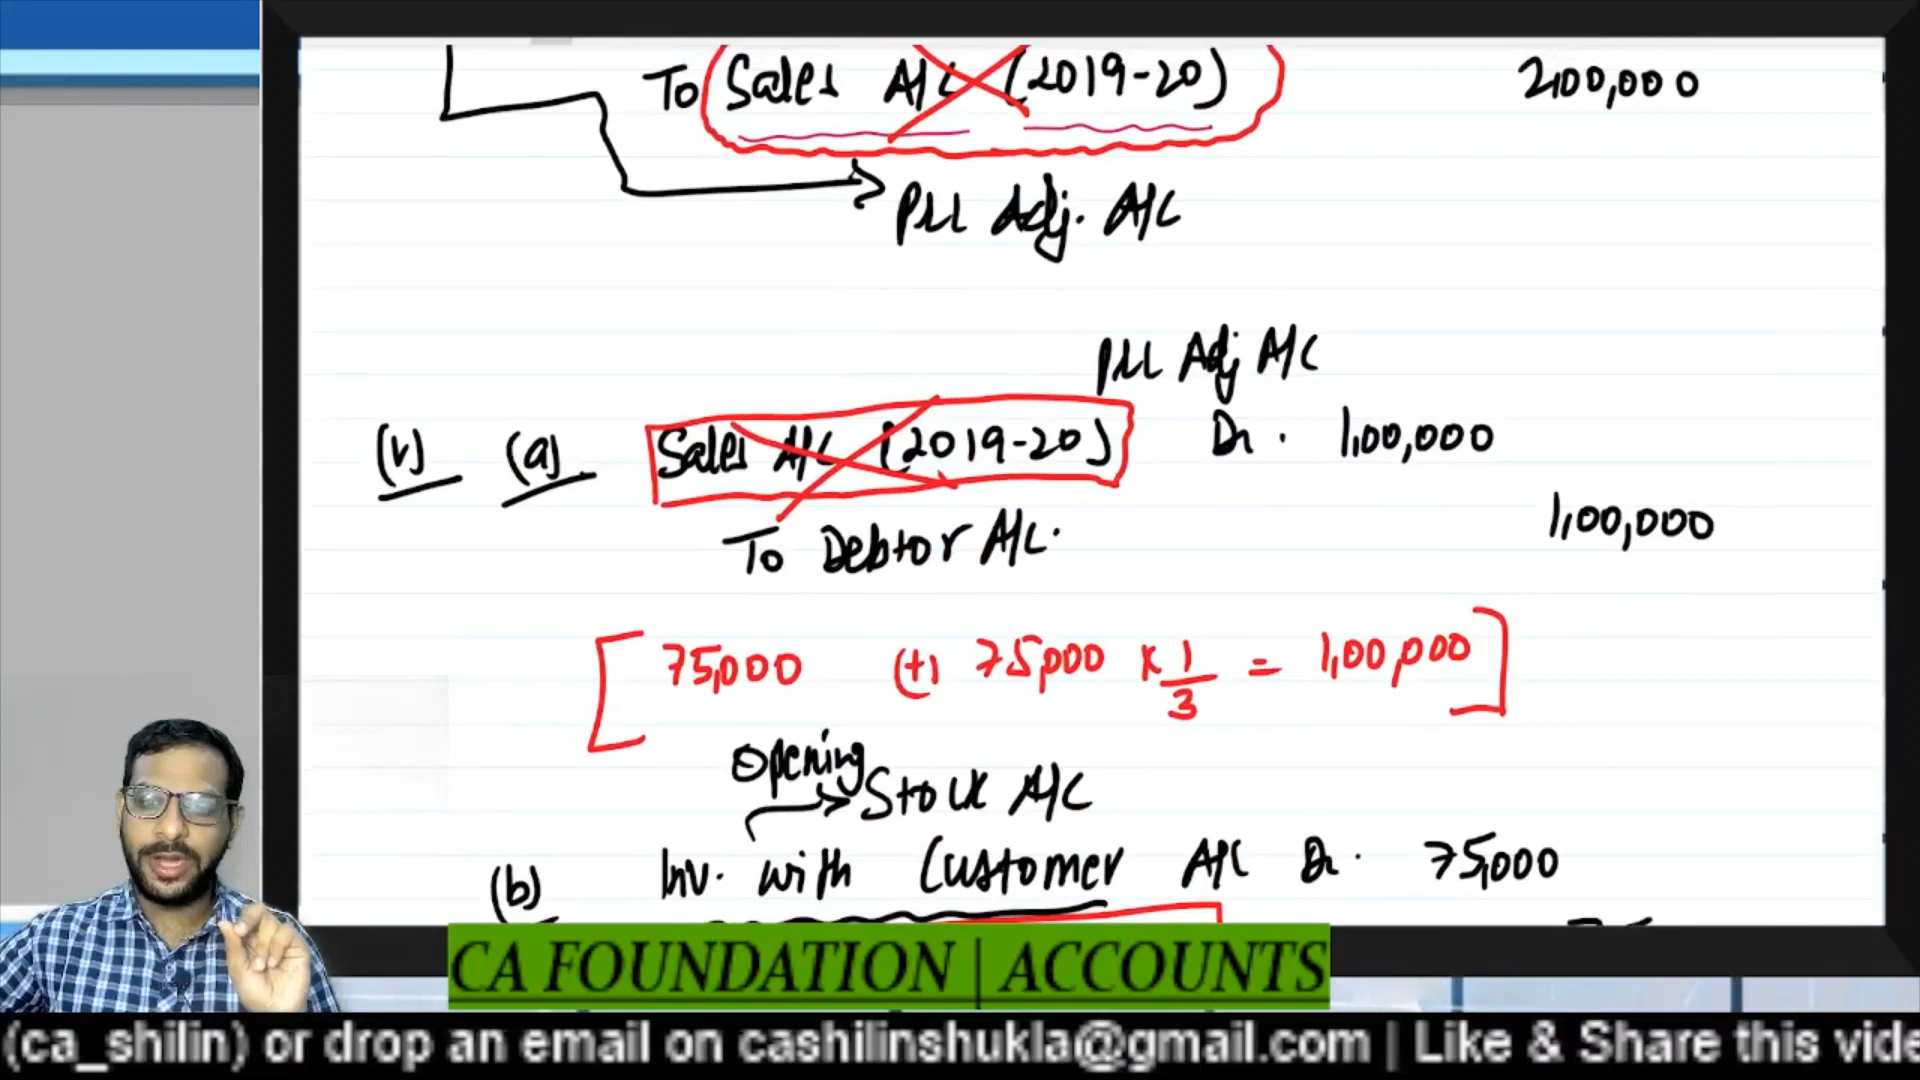 To Sales A/C (2019-20) 2,00,000
P&L Adj. A/C
P&L Adj A/C
(V) (a) Sales A/C (2019-20) Dr. 1,00,000
To Debtor A/C. 1,00,000
[ 75,000 (+) 75,000 x 1/3 = 1,00,000 ]
Opening
Stock A/C
(b) Inv. with Customer A/C Dr. 75,000
CA FOUNDATION | ACCOUNTS
(ca_shilin) or drop an email on cashilinshukla@gmail.com | Like & Share this vide